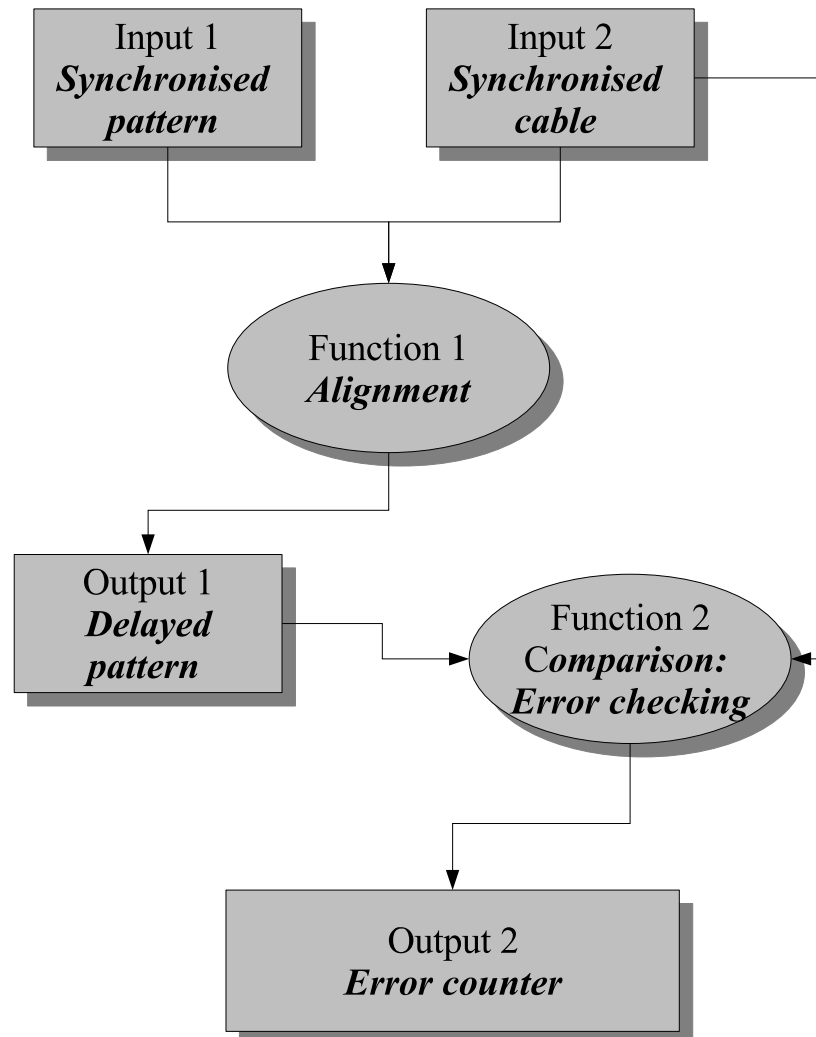 Input 1
Synchronised
pattern
Input 2
Synchronised
cable
Function 1
Alignment
Output 1
Delayed
pattern
Function 2
Comparison:
Error checking
Output 2
Error counter